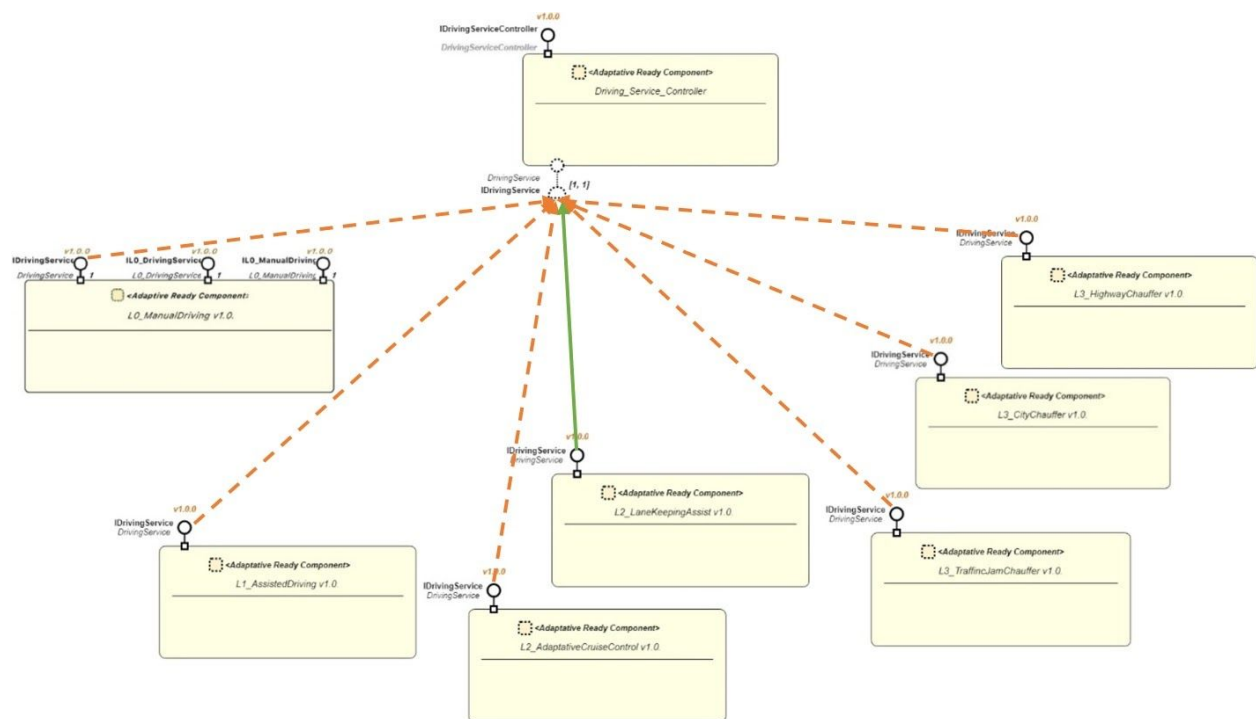 v1.0.0
IDrivingServiceController
DrivingServiceController
<Adaptative Ready Component>
Driving_Service_Controller
DrivingService
[1, 1]
IDrivingService
v1.0.0
v1.0.0
v1.0.0
IDrivingService
IL0_DrivingService
IL0_ManualDriving
DrivingService
1
L0_DrivingService
1
L0_ManualDriving
1
<Adaptive Ready Component>
L0_ManualDriving v1.0.
v1.0.0
IDrivingService
DrivingService
<Adaptative Ready Component>
L3_HighwayChauffer v1.0.
v1.0.0
IDrivingService
DrivingService
<Adaptative Ready Component>
L3_CityChauffer v1.0.
v1.0.0
IDrivingService
DrivingService
<Adaptative Ready Component>
L2_LaneKeepingAssist v1.0.
v1.0.0
IDrivingService
DrivingService
<Adaptative Ready Component>
L3_TraffincJamChauffer v1.0.
v1.0.0
IDrivingService
DrivingService
<Adaptative Ready Component>
L1_AssistedDriving v1.0.
v1.0.0
IDrivingService
DrivingService
<Adaptative Ready Component>
L2_AdaptativeCruiseControl v1.0.